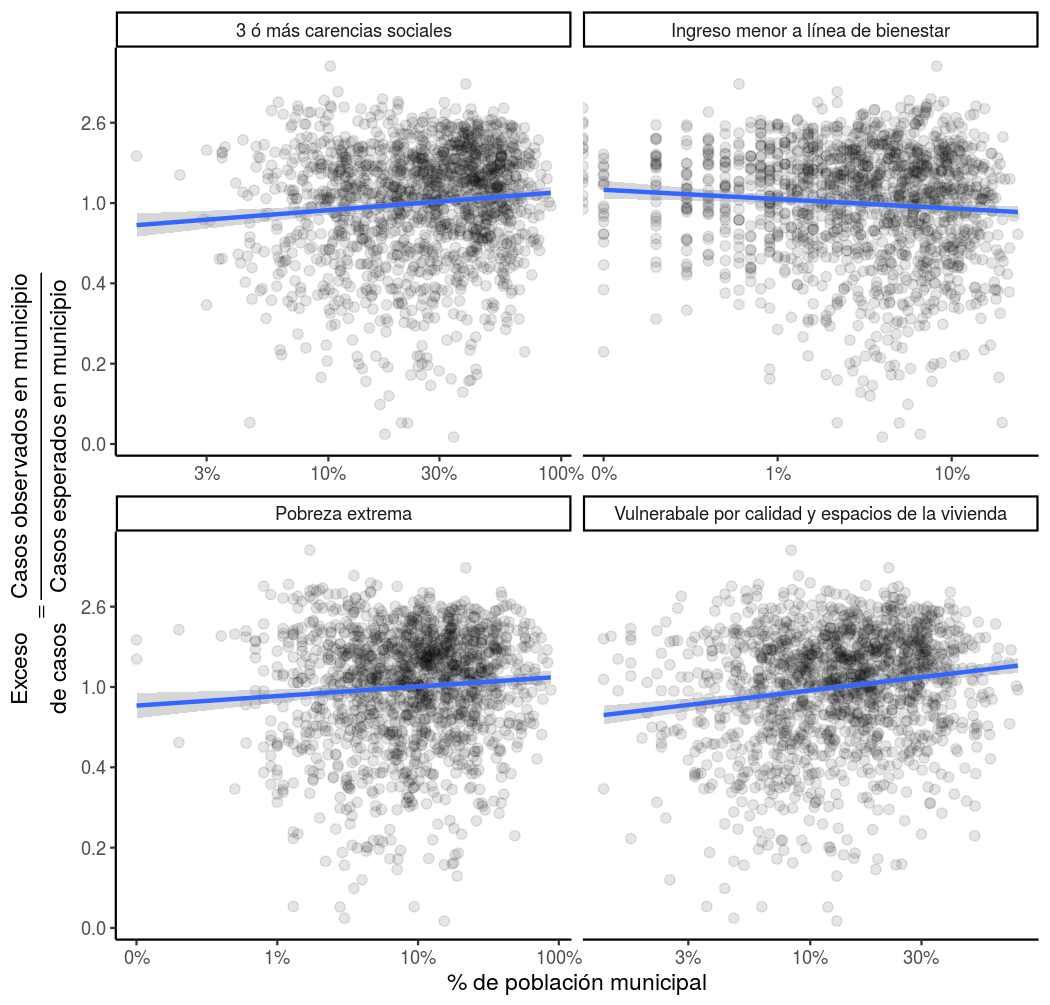 3 ó más carencias sociales
Ingreso menor a línea de bienestar
2.6
1.0
0.4
0.2
0.0
3% 10% 30% 100%
0% 1% 10%
Pobreza extrema
Vulnerabale por calidad y espacios de la vivienda
2.6
1.0
0.4
0.2
0.0
0% 1% 10% 100%
3% 10% 30%
% de población municipal
Exceso de casos = Casos observados en municipio
Casos esperados en municipio